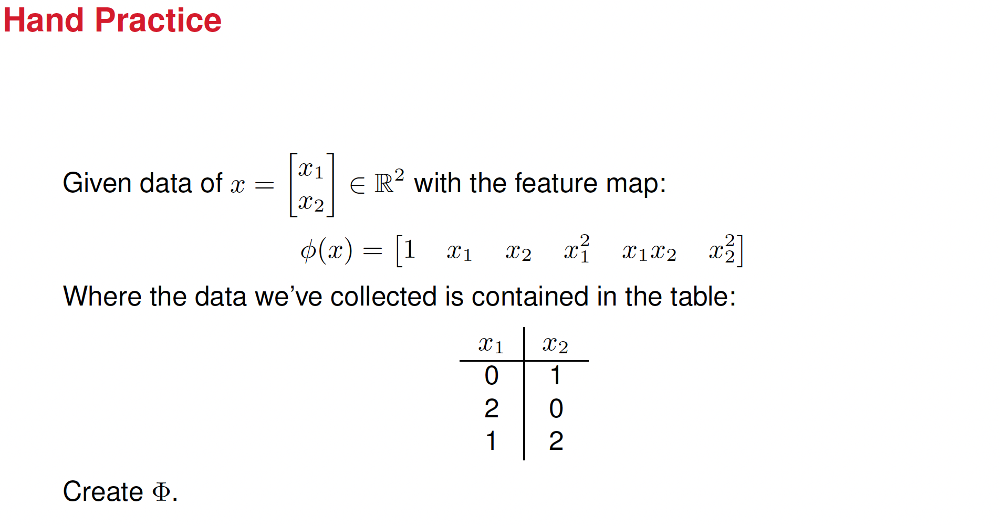 Hand Practice
Given data of $x = \begin{bmatrix} x_1 \\ x_2 \end{bmatrix} \in \mathbb{R}^2$ with the feature map:
$\phi(x) = \begin{bmatrix} 1 & x_1 & x_2 & x_1^2 & x_1x_2 & x_2^2 \end{bmatrix}$
Where the data we've collected is contained in the table:
$x_1$ $x_2$
0 1
2 0
1 2
Create $\Phi$.